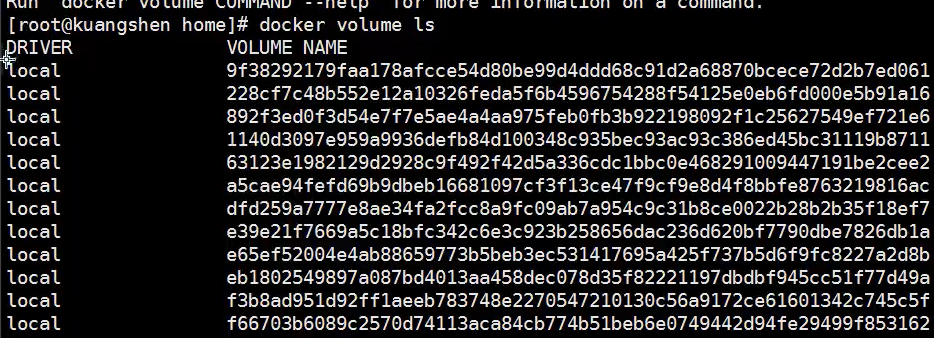 Run 'docker volume COMMAND --help' for more information on a command.
[root@kuangshen home]# docker volume ls
DRIVER              VOLUME NAME
local               9f38292179faa178afcce54d80be99d4ddd68c91d2a68870bcece72d2b7ed061
local               228cf7c48b552e12a10326feda5f6b4596754288f54125e0eb6fd000e5b91a16
local               892f3ed0f3d54e7f7e5ae4a4aa975feb0fb3b922198092f1c25627549ef721e6
local               1140d3097e959a9936defb84d100348c935bec93ac93c386ed45bc31119b8711
local               63123e1982129d2928c9f492f42d5a336cdc1bbc0e468291009447191be2cee2
local               a5cae94fefd69b9dbeb16681097cf3f13ce47f9cf9e8d4f8bbfe8763219816ac
local               dfd259a7777e8ae34fa2fcc8a9fc09ab7a954c9c31b8ce0022b28b2b35f18ef7
local               e39e21f7669a5c18bfc342c6e3c923b258656dac236d620bf7790dbe7826db1a
local               e65ef52004e4ab88659773b5beb3ec531417695a425f737b5d6f9fc8227a2d8b
local               eb1802549897a087bd4013aa458dec078d35f82221197dbdbf945cc51f77d49a
local               f3b8ad951d92ff1aeeb783748e2270547210130c56a9172ce61601342c745c5f
local               f66703b6089c2570d74113aca84cb774b51beb6e0749442d94fe29499f853162